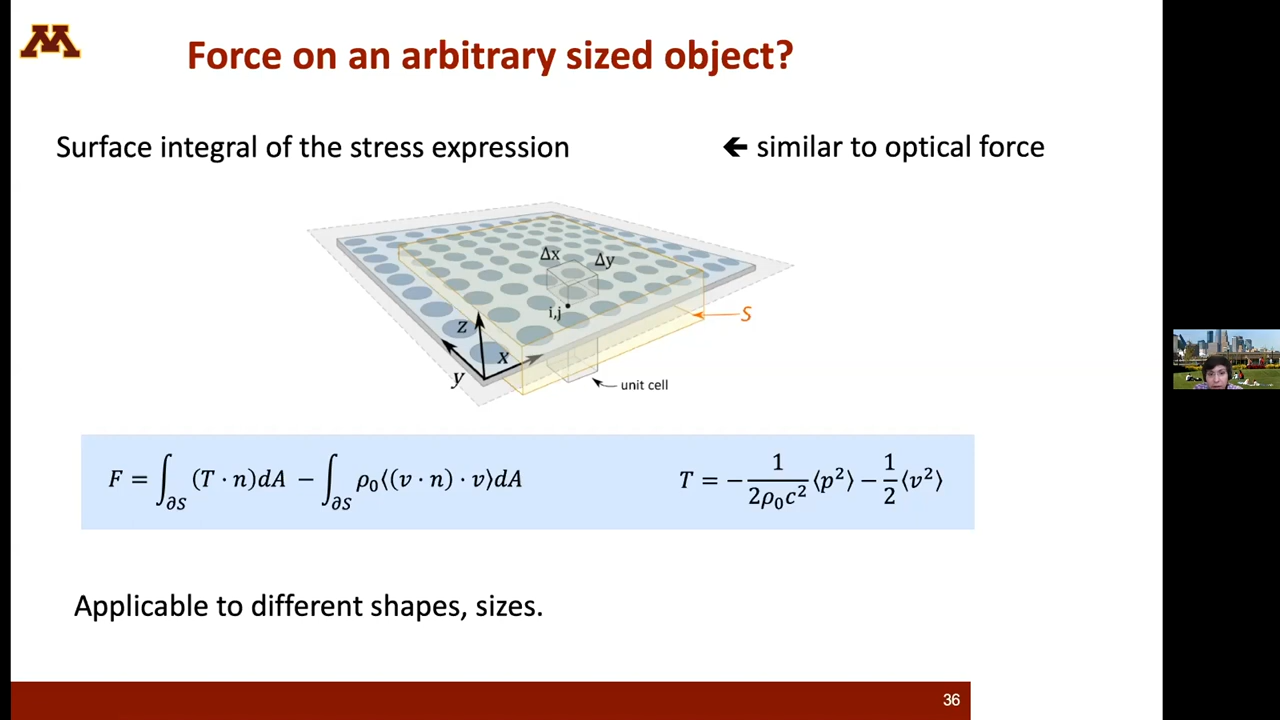 M
Force on an arbitrary sized object?
Surface integral of the stress expression
← similar to optical force
Δx
Δy
i,j
S
z
x
y
unit cell
F = ∫∂S (T · n)dA − ∫∂S ρ₀⟨(v · n) · v⟩dA
T = − 1/2ρ₀c² ⟨p²⟩ − 1/2 ⟨v²⟩
Applicable to different shapes, sizes.
36